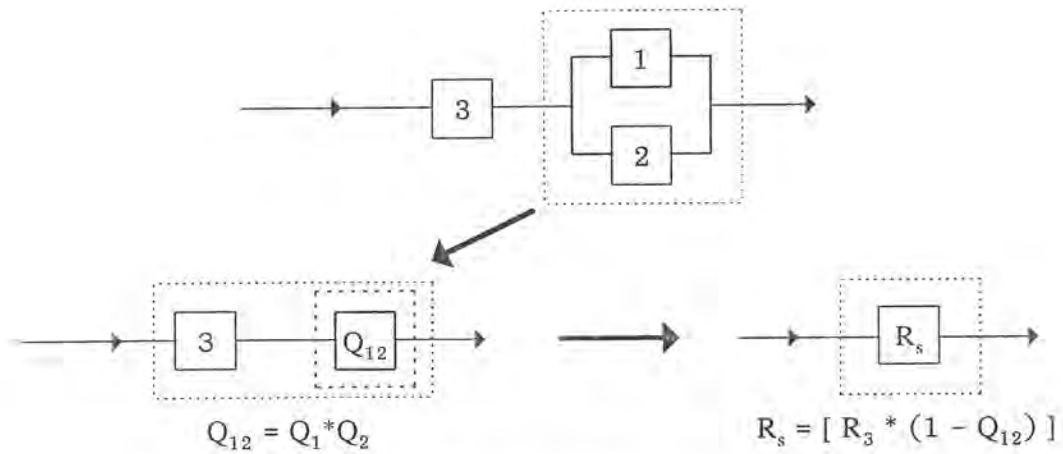 1
3
2
3
Q₁₂
Rₛ
Q₁₂ = Q₁*Q₂
Rₛ = [ R₃ * (1 - Q₁₂) ]